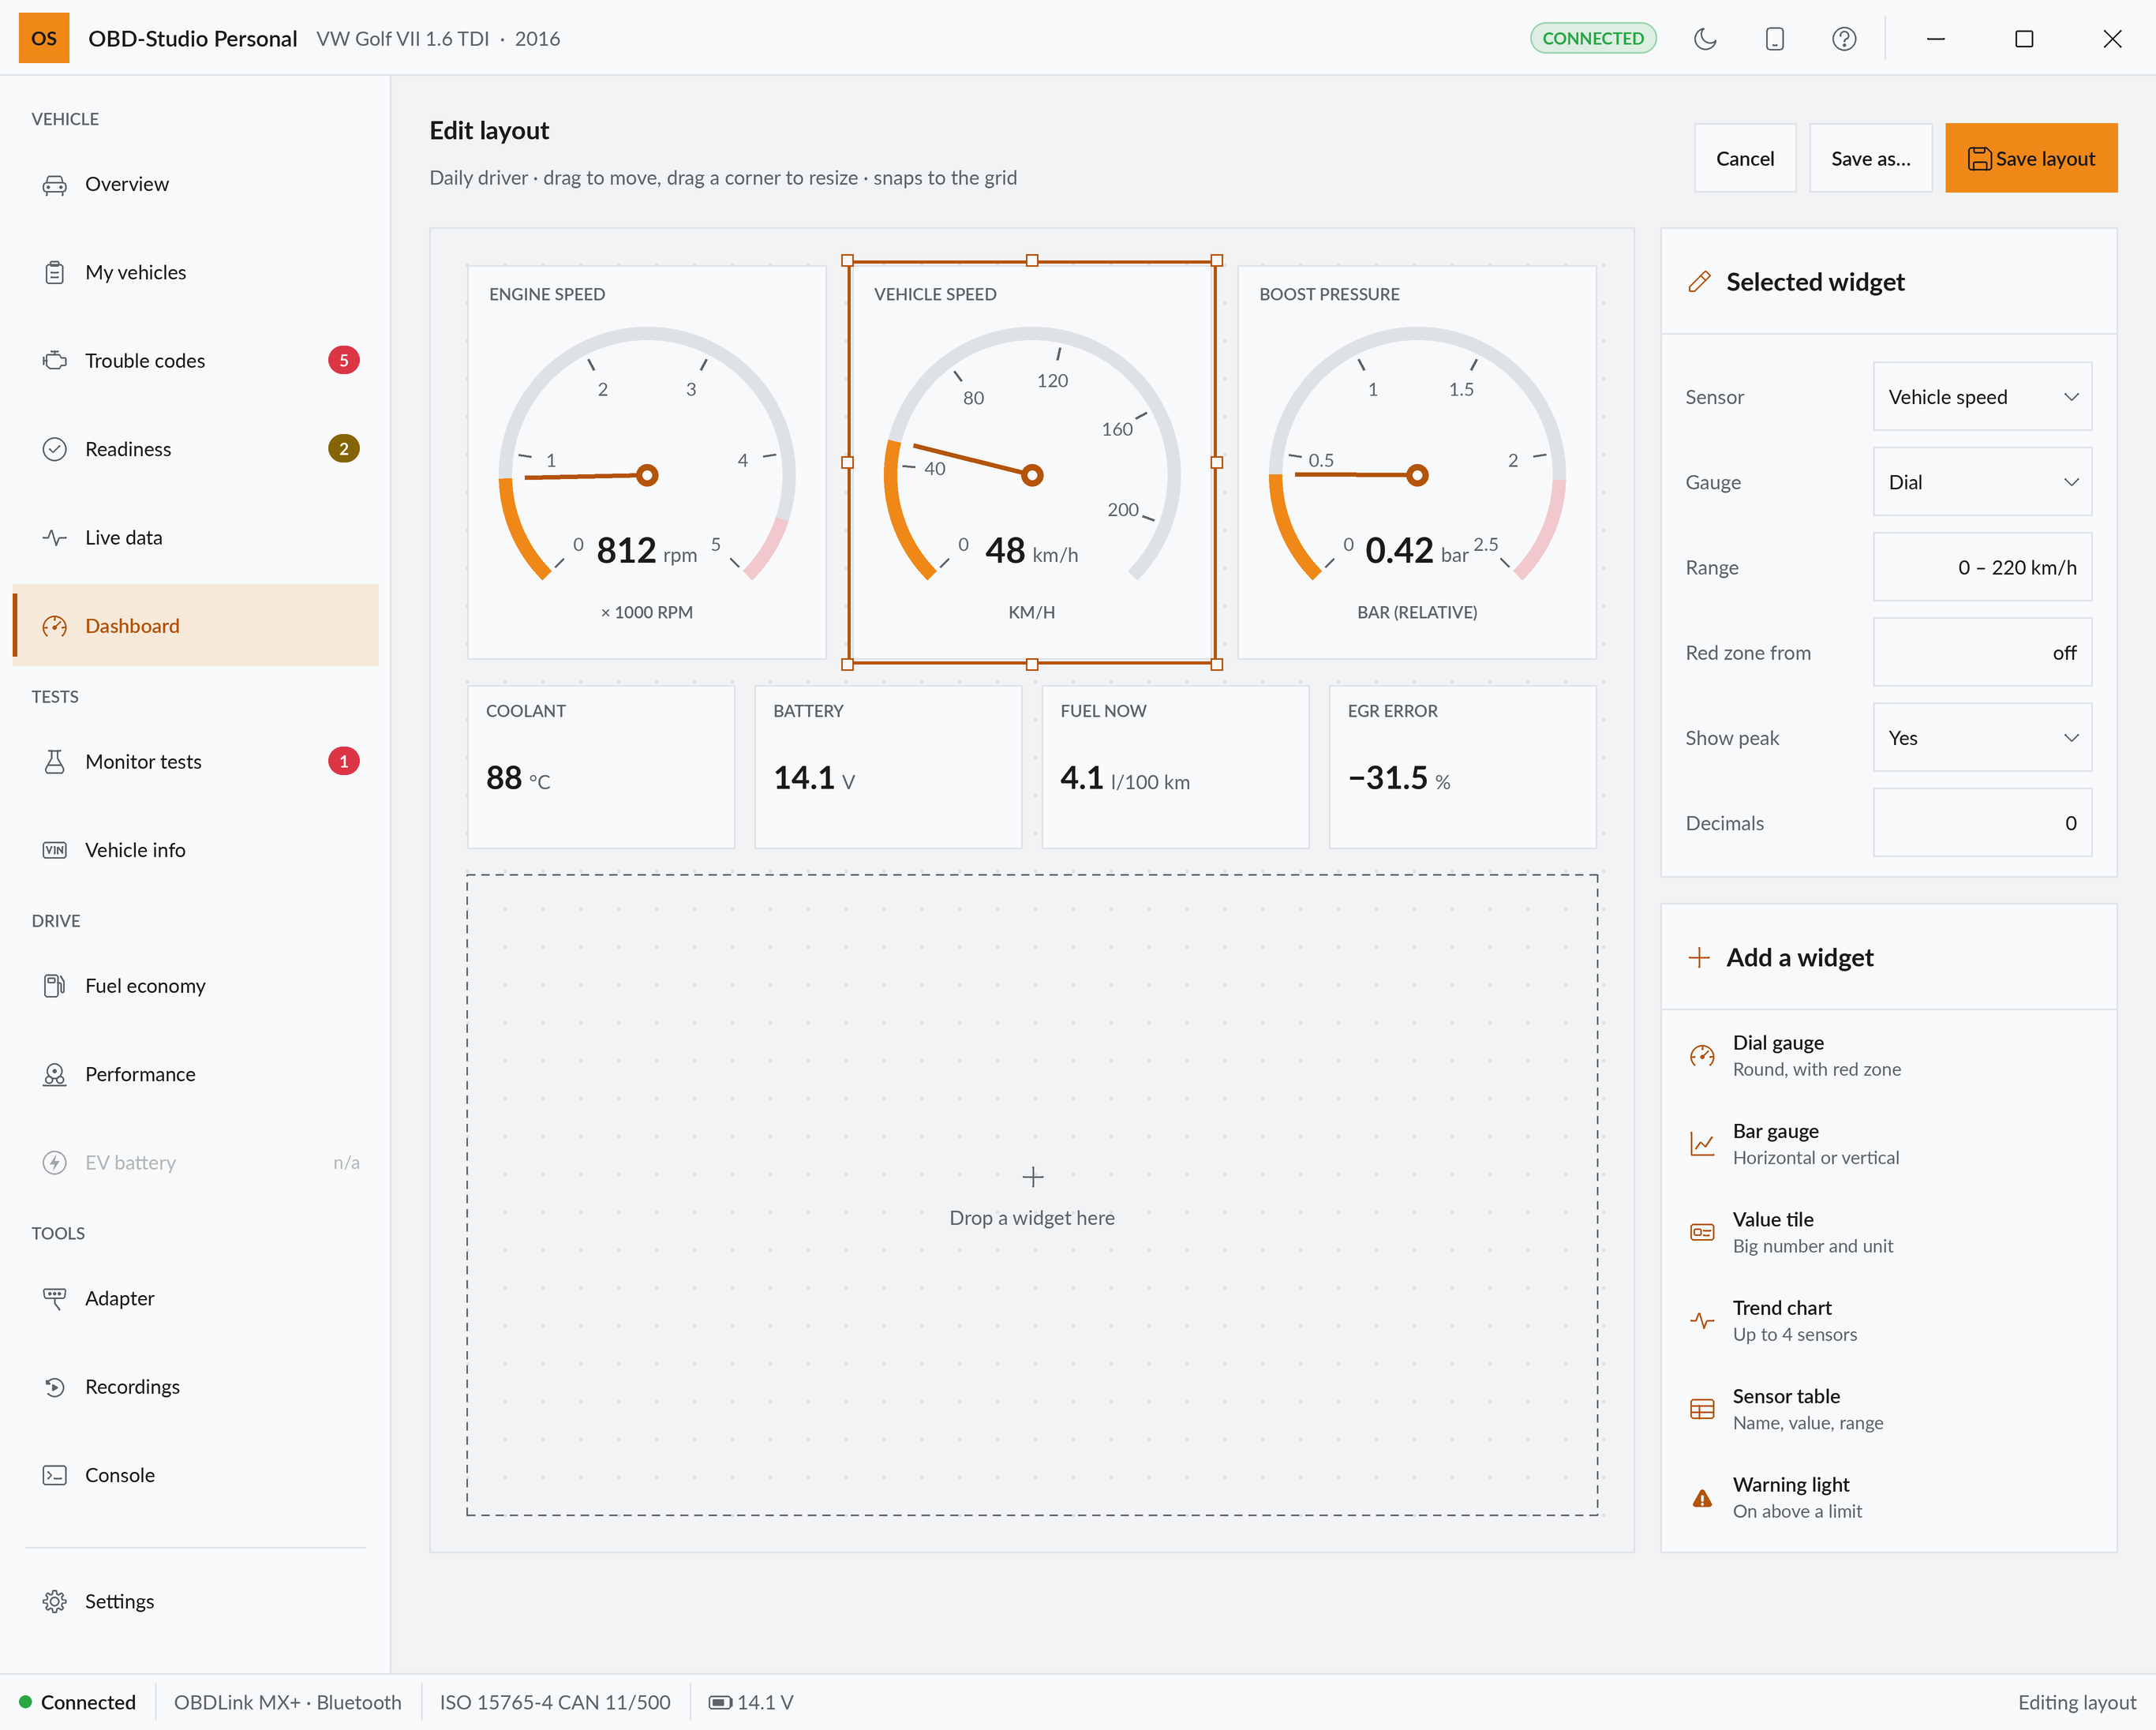 OS
OBD-Studio Personal
VW Golf VII 1.6 TDI · 2016
CONNECTED
VEHICLE
Overview
My vehicles
Trouble codes
5
Readiness
2
Live data
Dashboard
TESTS
Monitor tests
1
VIN
Vehicle info
DRIVE
Fuel economy
Performance
EV battery
n/a
TOOLS
Adapter
Recordings
Console
Settings
Edit layout
Daily driver · drag to move, drag a corner to resize · snaps to the grid
Cancel
Save as...
Save layout
ENGINE SPEED
0
1
2
3
4
5
812 rpm
× 1000 RPM
VEHICLE SPEED
0
40
80
120
160
200
48 km/h
KM/H
BOOST PRESSURE
0
0.5
1
1.5
2
2.5
0.42 bar
BAR (RELATIVE)
COOLANT
88 °C
BATTERY
14.1 V
FUEL NOW
4.1 l/100 km
EGR ERROR
−31.5 %
Drop a widget here
Selected widget
Sensor
Vehicle speed
Gauge
Dial
Range
0 – 220 km/h
Red zone from
off
Show peak
Yes
Decimals
0
Add a widget
Dial gauge
Round, with red zone
Bar gauge
Horizontal or vertical
Value tile
Big number and unit
Trend chart
Up to 4 sensors
Sensor table
Name, value, range
Warning light
On above a limit
Connected
OBDLink MX+ · Bluetooth
ISO 15765-4 CAN 11/500
14.1 V
Editing layout